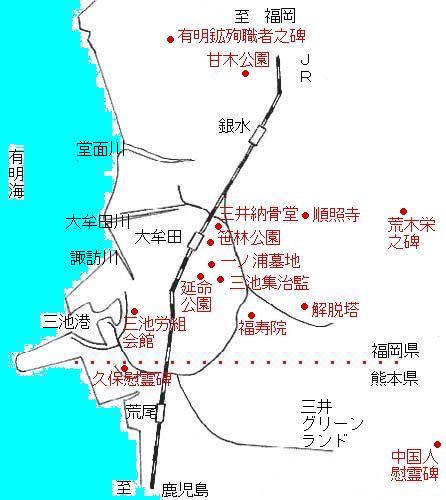 至 福岡
有明鉱殉職者之碑
甘木公園
JR
銀水
堂面川
有明海
三井納骨堂
順照寺
荒木栄
之碑
大牟田川
大牟田
笹林公園
諏訪川
一ノ浦墓地
延命
公園
三池集治監
解脱塔
三池港
三池労組
会館
福寿院
福岡県
久保慰霊碑
熊本県
荒尾
三井
グリーン
ランド
中国人
慰霊碑
至 鹿児島